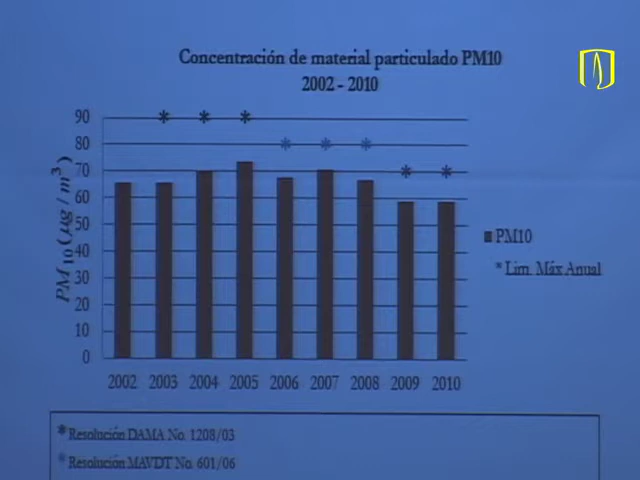 Concentración de material particulado PM10
2002 - 2010
90
80
70
60
50
40
30
20
10
0
PM 10 (µg / m³)
2002 2003 2004 2005 2006 2007 2008 2009 2010
PM10
* Lim. Máx Anual
* Resolución DAMA No. 1208/03
* Resolución MAVDT No. 601/06